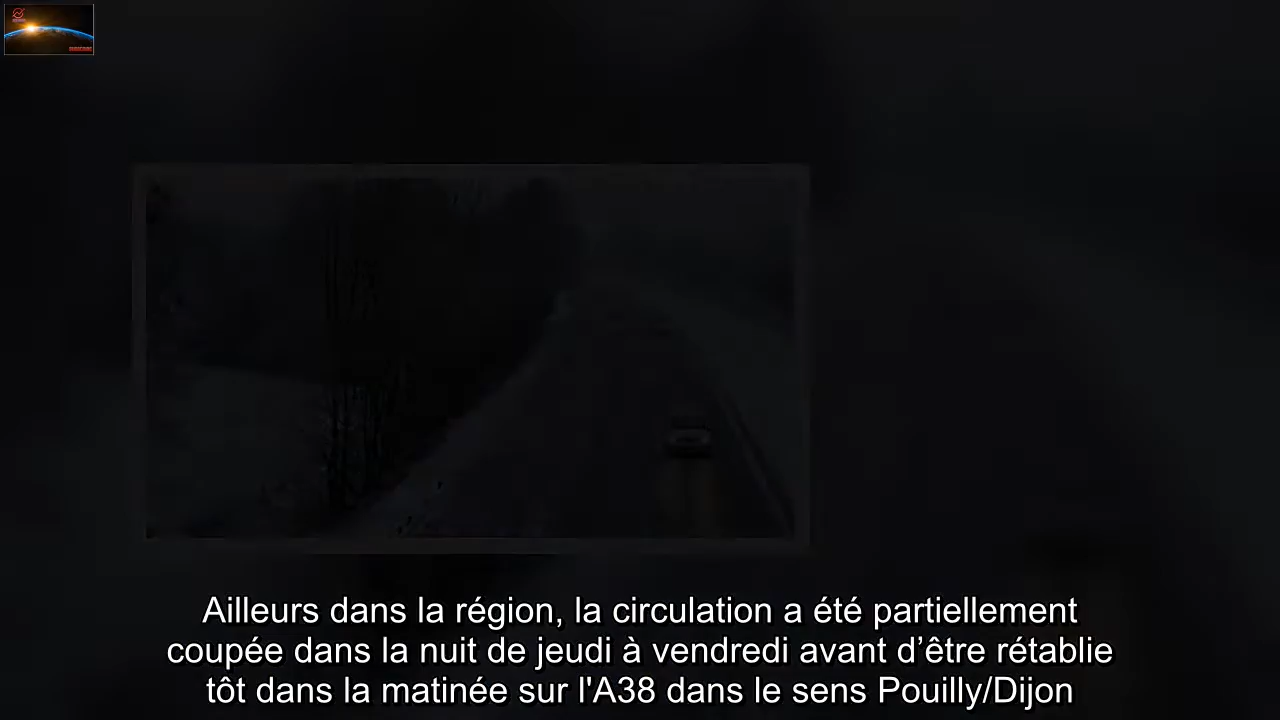 Ailleurs dans la région, la circulation a été partiellement
coupée dans la nuit de jeudi à vendredi avant d’être rétablie
tôt dans la matinée sur l'A38 dans le sens Pouilly/Dijon